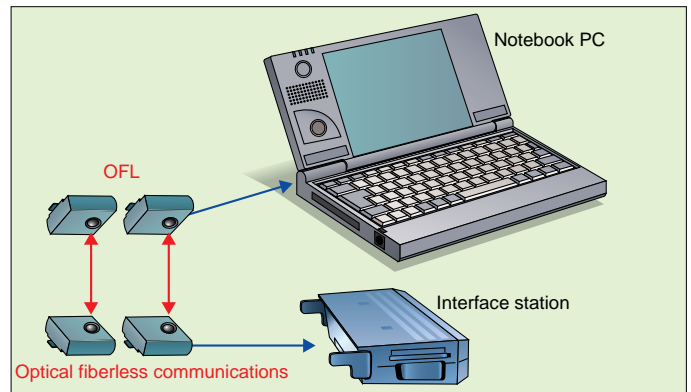 Notebook PC
OFL
Interface station
Optical fiberless communications